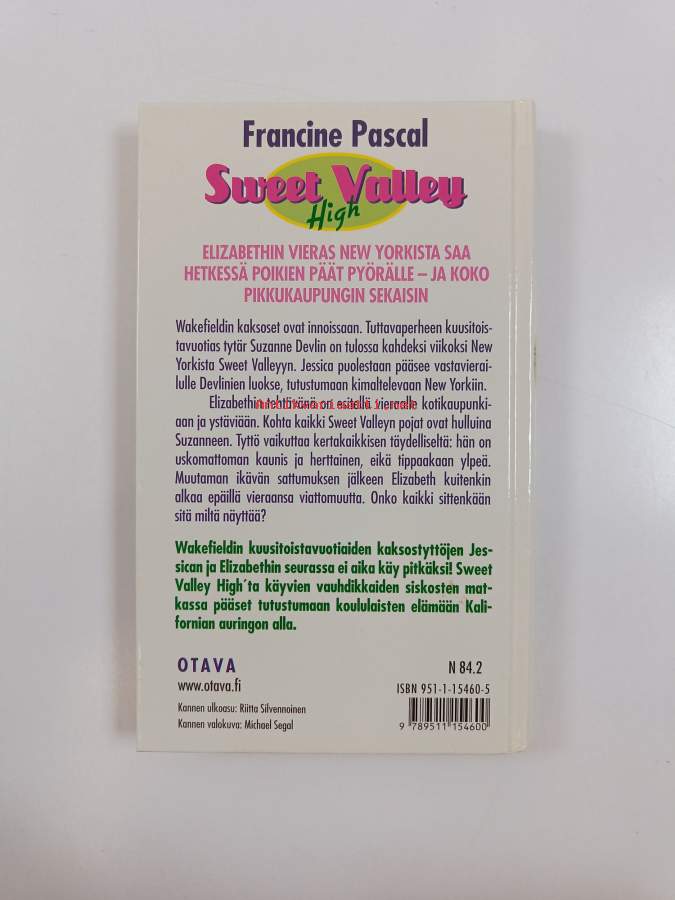 Francine Pascal
Sweet Valley
High
ELIZABETHIN VIERAS NEW YORKISTA SAA
HETKESSÄ POIKIEN PÄÄT PYÖRÄLLE – JA KOKO
PIKKUKAUPUNGIN SEKAISIN
Wakefieldin kaksoset ovat innoissaan. Tuttavaperheen kuusitois-
tavuotias tytär Suzanne Devlin on tulossa kahdeksi viikoksi New
Yorkista Sweet Valleyyn. Jessica puolestaan pääsee vastavierai-
lulle Devlinien luokse, tutustumaan kimaltelevaan New Yorkiin.
Elizabethin tehtävänä on esitellä vieraalle kotikaupunki-
aan ja ystäviään. Kohta kaikki Sweet Valleyn pojat ovat hulluina
Suzanneen. Tyttö vaikuttaa kertakaikkisen täydelliseltä: hän on
uskomattoman kaunis ja herttainen, eikä tippaakaan ylpeä.
Muutaman ikävän sattumuksen jälkeen Elizabeth kuitenkin
alkaa epäillä vieraansa viattomuutta. Onko kaikki sittenkään
sitä miltä näyttää?
Wakefieldin kuusitoistavuotiaiden kaksostyttöjen Jes-
sican ja Elizabethin seurassa ei aika käy pitkäksi! Sweet
Valley High´ta käyvien vauhdikkaiden siskosten mat-
kassa pääset tutustumaan koululaisten elämään Kali-
fornian auringon alla.
OTAVA
www.otava.fi
Kannen ulkoasu: Riitta Silvennoinen
Kannen valokuva: Michael Segal
N 84.2
ISBN 951-1-15460-5
9 789511 154600